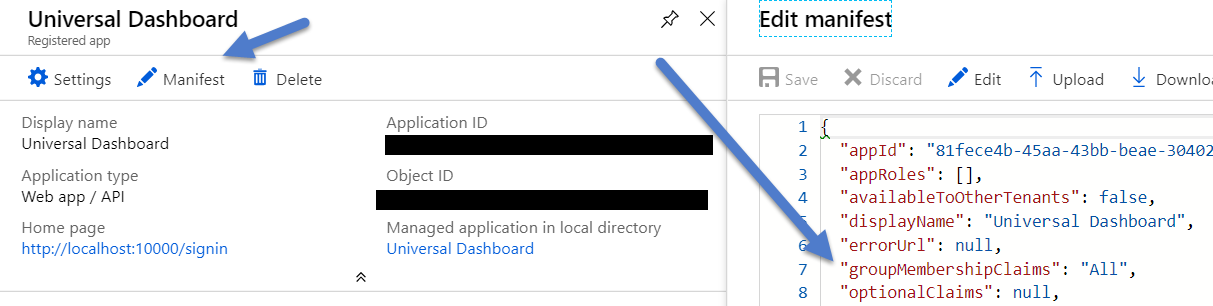 Universal Dashboard
Registered app
Settings Manifest Delete
Display name
Universal Dashboard
Application ID
Application type
Web app / API
Object ID
Home page
http://localhost:10000/signin
Managed application in local directory
Universal Dashboard
Edit manifest
Save Discard Edit Upload Downlo
1 {
2 "appId": "81fece4b-45aa-43bb-beae-30402
3 "appRoles": [],
4 "availableToOtherTenants": false,
5 "displayName": "Universal Dashboard",
6 "errorUrl": null,
7 "groupMembershipClaims": "All",
8 "optionalClaims": null,